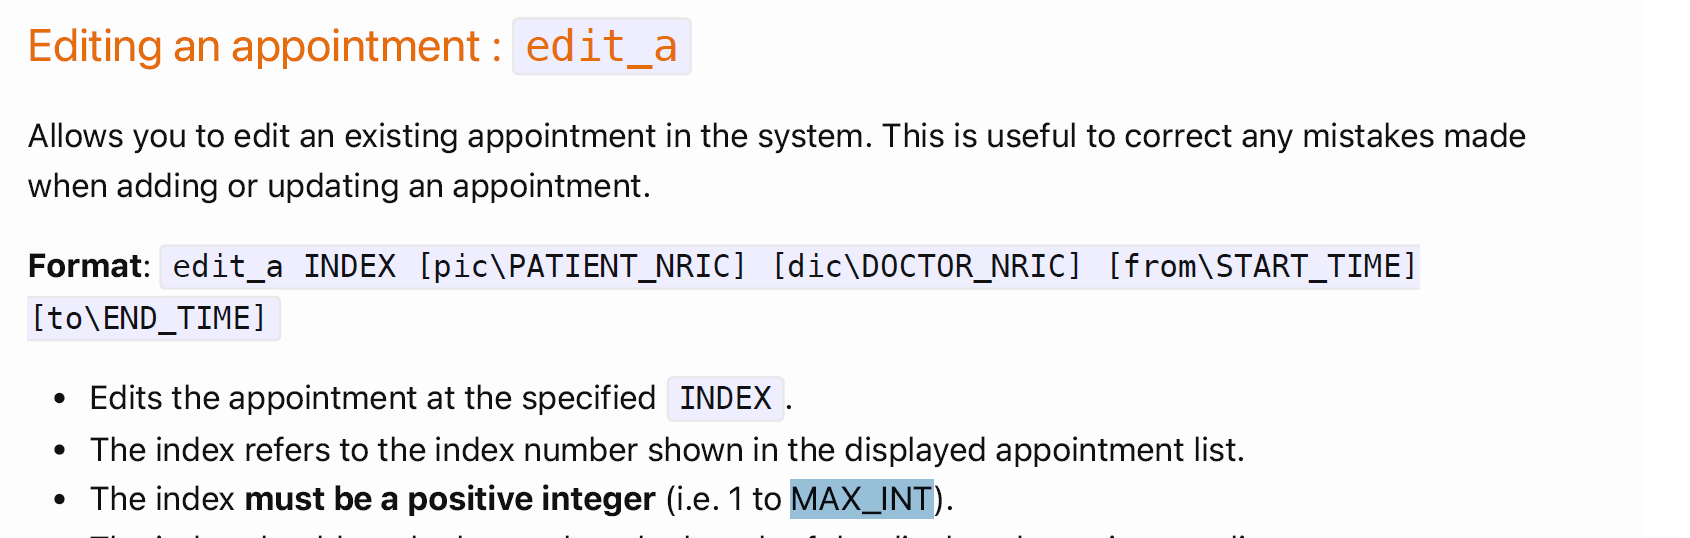 Editing an appointment : edit_a
Allows you to edit an existing appointment in the system. This is useful to correct any mistakes made
when adding or updating an appointment.
Format: edit_a INDEX [pic\PATIENT_NRIC] [dic\DOCTOR_NRIC] [from\START_TIME]
[to\END_TIME]
• Edits the appointment at the specified INDEX .
• The index refers to the index number shown in the displayed appointment list.
• The index must be a positive integer (i.e. 1 to MAX_INT).